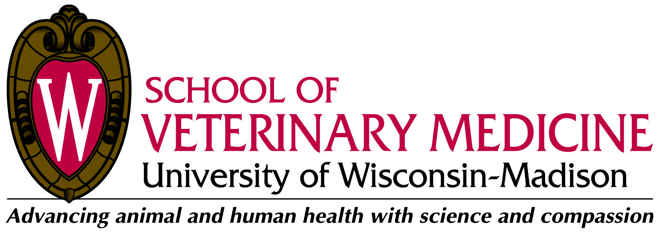 W
SCHOOL OF
VETERINARY MEDICINE
University of Wisconsin-Madison
Advancing animal and human health with science and compassion